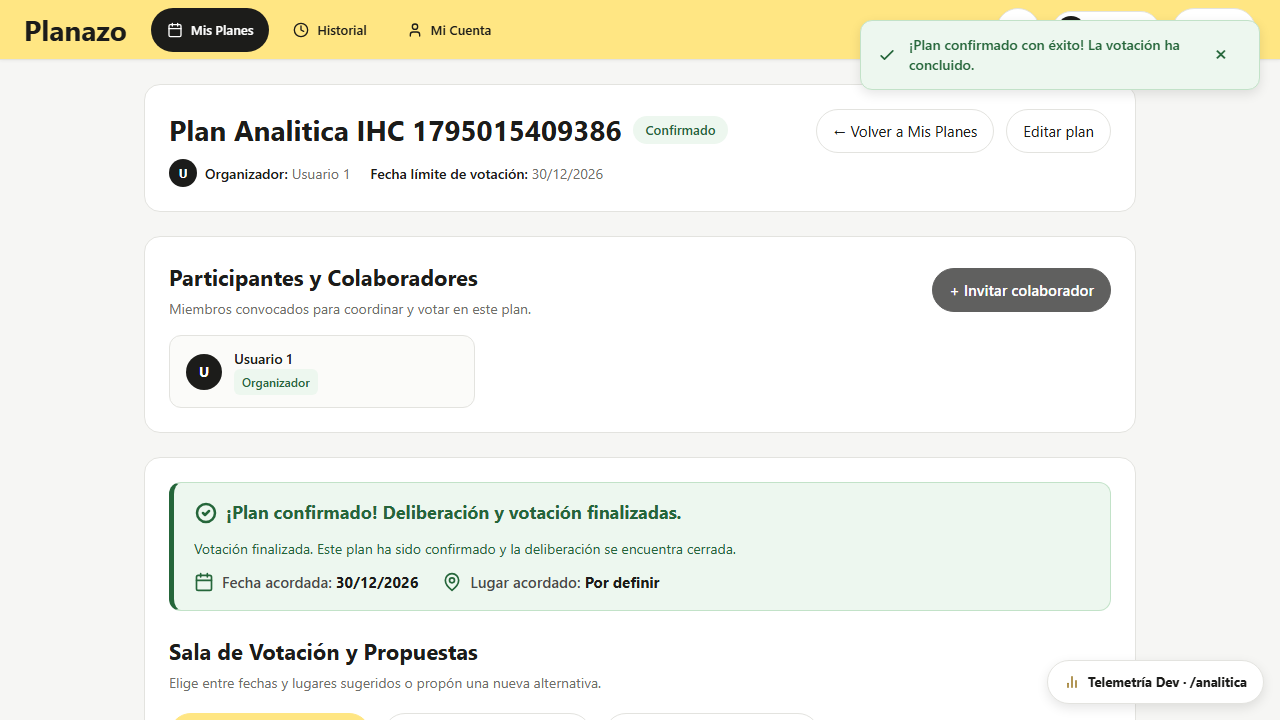 Planazo
Mis Planes
Historial
Mi Cuenta
¡Plan confirmado con éxito! La votación ha
concluido.
Plan Analitica IHC 1795015409386
Confirmado
← Volver a Mis Planes
Editar plan
U
Organizador: Usuario 1
Fecha límite de votación: 30/12/2026
Participantes y Colaboradores
Miembros convocados para coordinar y votar en este plan.
+ Invitar colaborador
U
Usuario 1
Organizador
¡Plan confirmado! Deliberación y votación finalizadas.
Votación finalizada. Este plan ha sido confirmado y la deliberación se encuentra cerrada.
Fecha acordada: 30/12/2026
Lugar acordado: Por definir
Sala de Votación y Propuestas
Elige entre fechas y lugares sugeridos o propón una nueva alternativa.
Telemetría Dev · /analitica